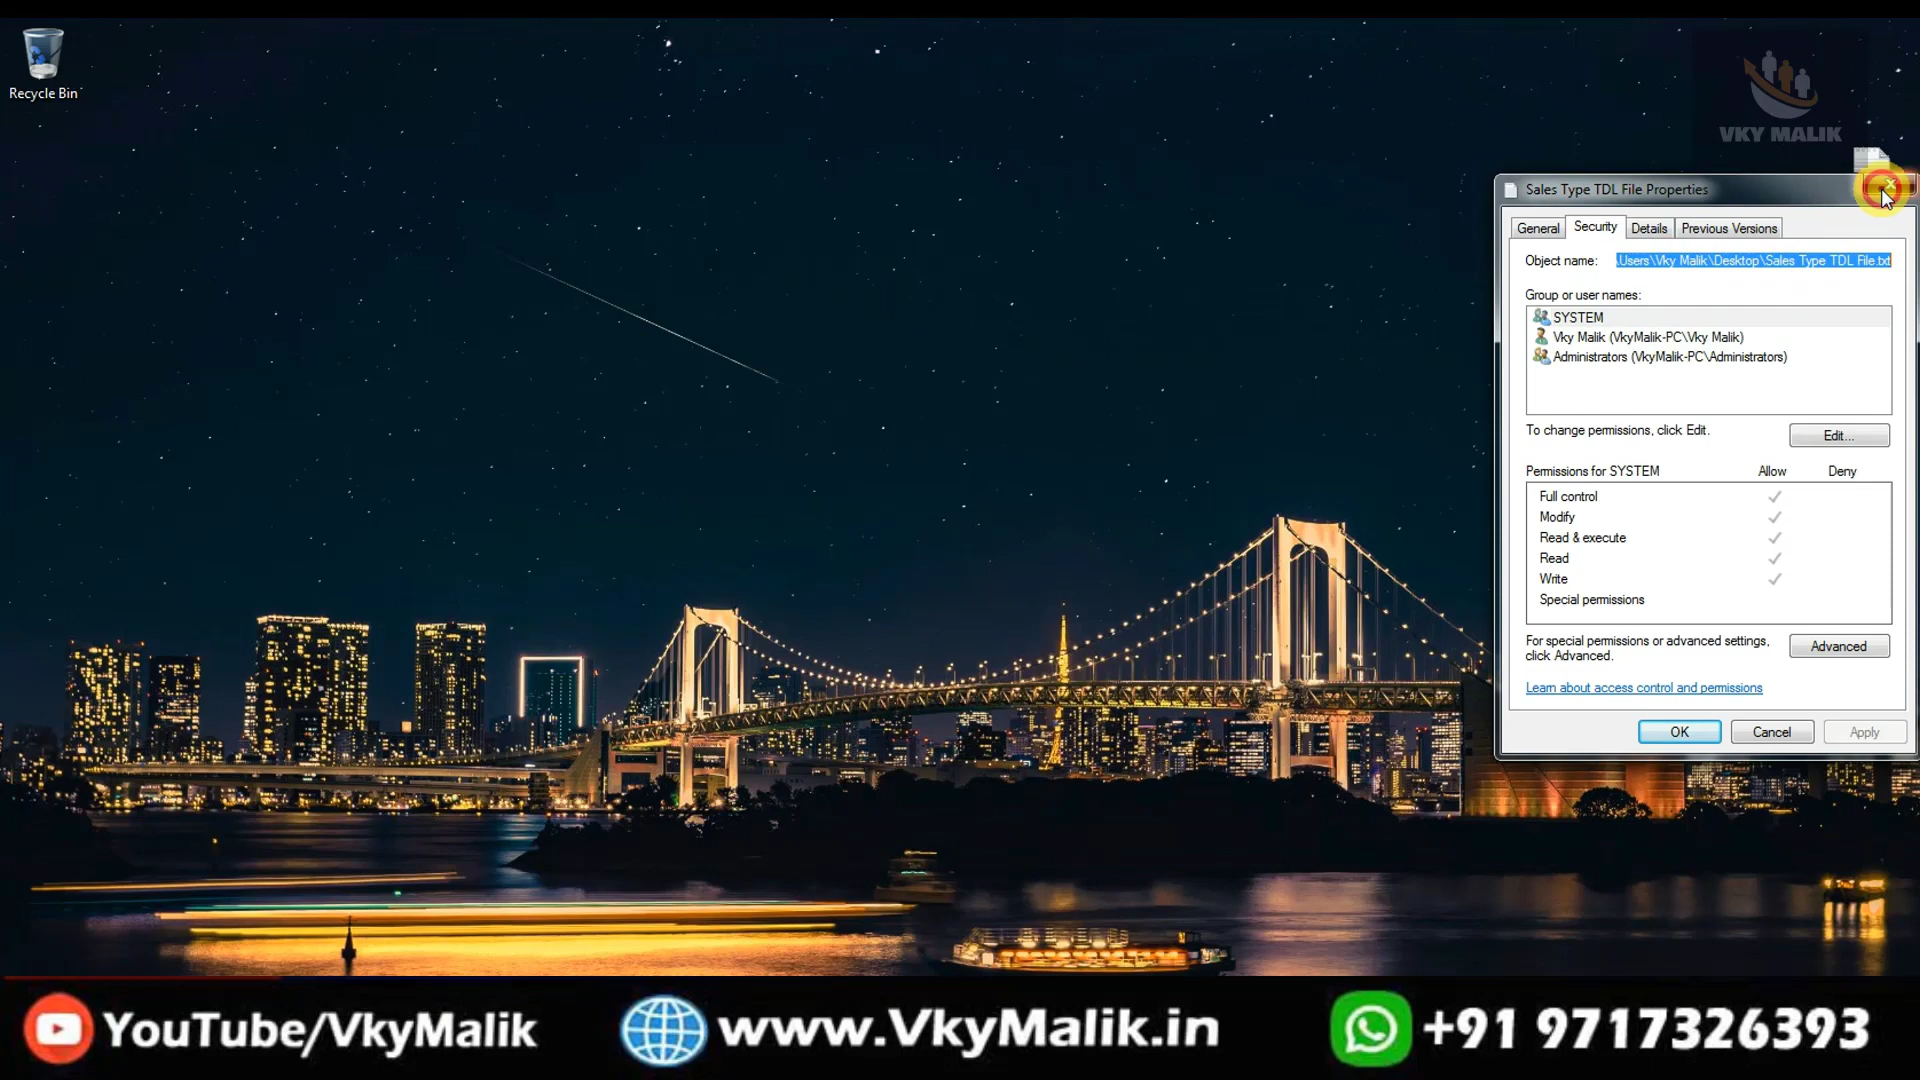 Recycle Bin
VKY MALIK
Sales Type TDL File Properties
General
Security
Details
Previous Versions
Object name:
\Users\Vky Malik\Desktop\Sales Type TDL File.txt
Group or user names:
SYSTEM
Vky Malik (VkyMalik-PC\Vky Malik)
Administrators (VkyMalik-PC\Administrators)
To change permissions, click Edit.
Edit...
Permissions for SYSTEM
Allow
Deny
Full control
Modify
Read & execute
Read
Write
Special permissions
For special permissions or advanced settings,
click Advanced.
Advanced
Learn about access control and permissions
OK
Cancel
Apply
YouTube/VkyMalik
www.VkyMalik.in
+91 9717326393